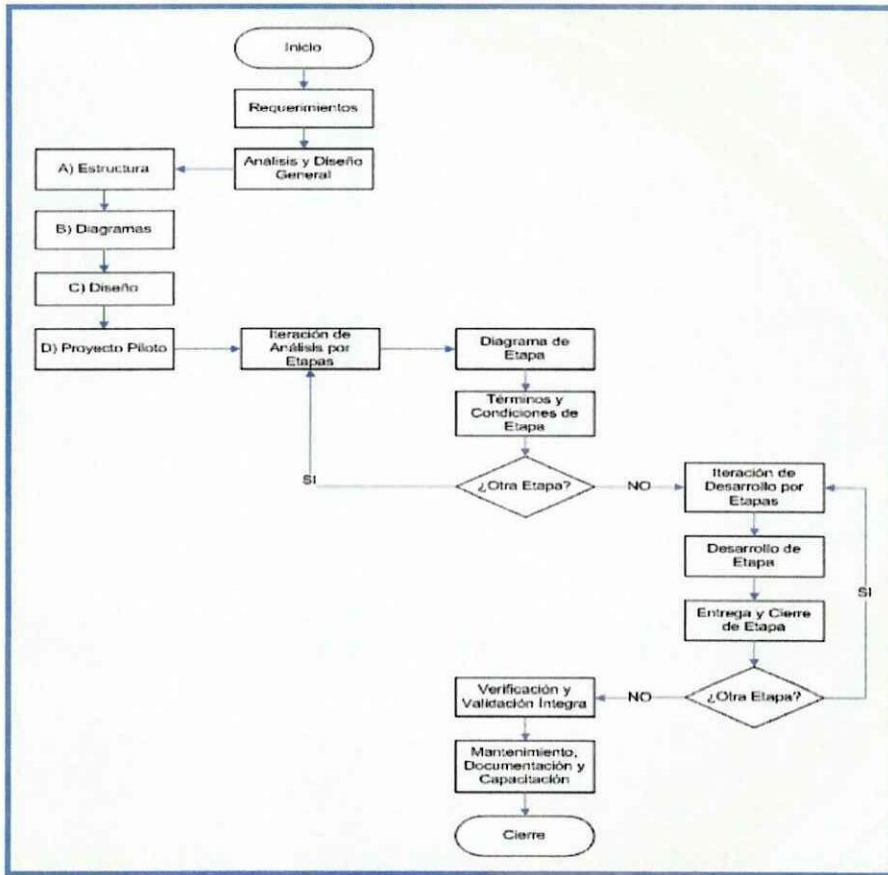 Inicio
Requerimientos
Análisis y Diseño
General
A) Estructura
B) Diagramas
C) Diseño
D) Proyecto Piloto
Iteración de
Análisis por
Etapas
Diagrama de
Etapa
Términos y
Condiciones de
Etapa
¿Otra Etapa?
SI
NO
Iteración de
Desarrollo por
Etapas
Desarrollo de
Etapa
Entrega y Cierre
de Etapa
¿Otra Etapa?
SI
NO
Verificación y
Validación Íntegra
Mantenimiento,
Documentación y
Capacitación
Cierre